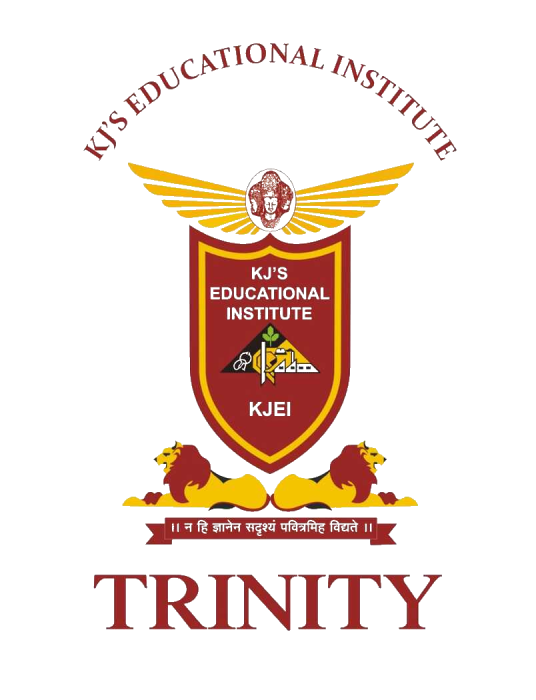 KJ'S EDUCATIONAL INSTITUTE
KJ'S
EDUCATIONAL
INSTITUTE
KJEI
।। न हि ज्ञानेन सदृश्यं पवित्रमिह विद्यते ।।
TRINITY